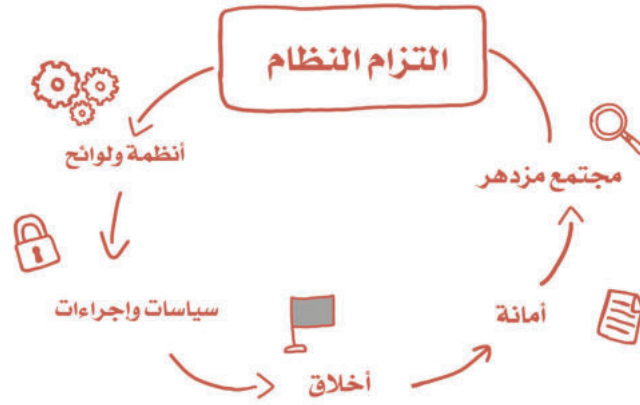 التزام النظام
أنظمة ولوائح
سياسات وإجراءات
أخلاق
أمانة
مجتمع مزدهر